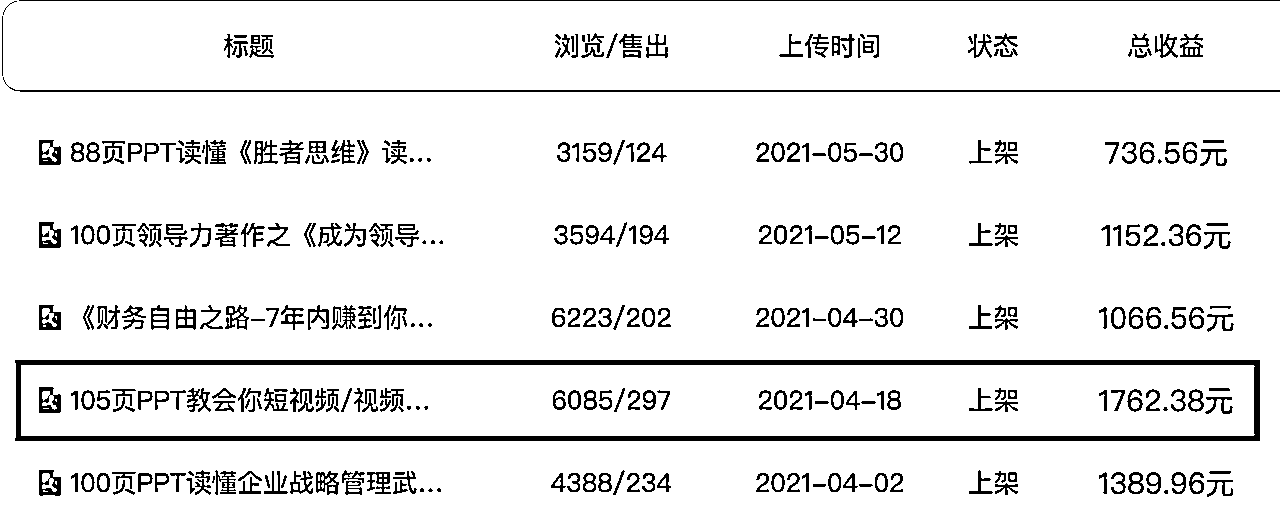 标题 浏览/售出 上传时间 状态 总收益
88页PPT读懂《胜者思维》读... 3159/124 2021-05-30 上架 736.56元
100页领导力著作之《成为领导... 3594/194 2021-05-12 上架 1152.36元
《财务自由之路-7年内赚到你... 6223/202 2021-04-30 上架 1066.56元
105页PPT教会你短视频/视频... 6085/297 2021-04-18 上架 1762.38元
100页PPT读懂企业战略管理武... 4388/234 2021-04-02 上架 1389.96元